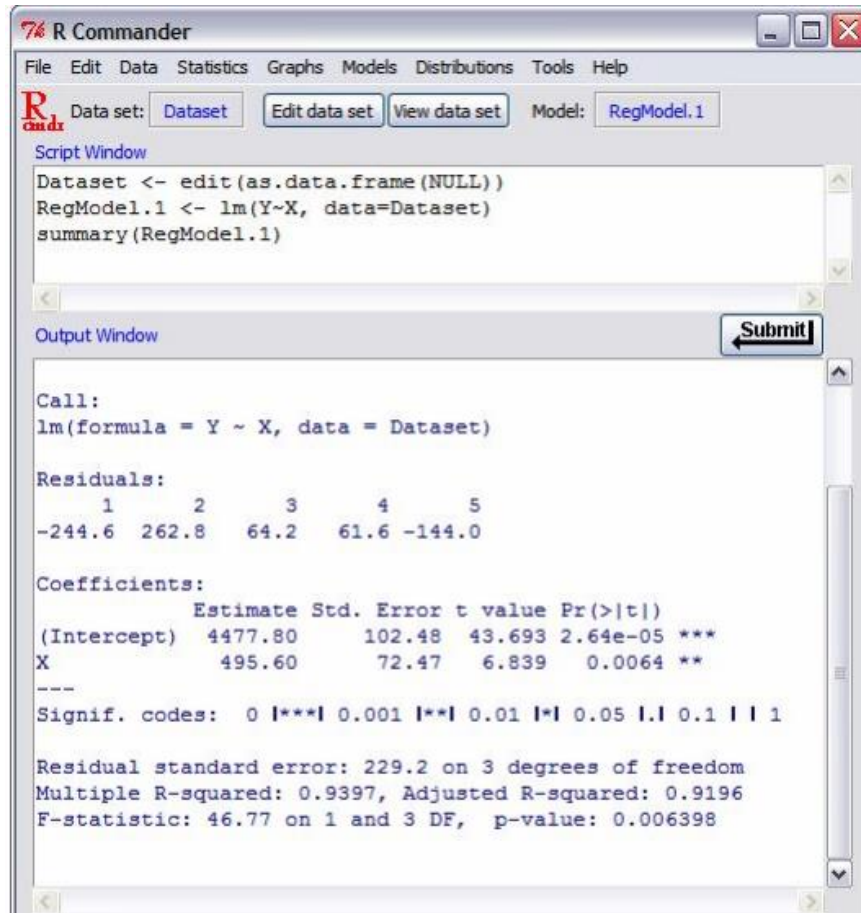 R Commander
File Edit Data Statistics Graphs Models Distributions Tools Help
R cmdr Data set: Dataset Edit data set View data set Model: RegModel.1
Script Window
Dataset <- edit(as.data.frame(NULL))
RegModel.1 <- lm(Y~X, data=Dataset)
summary(RegModel.1)
Output Window Submit
Call:
lm(formula = Y ~ X, data = Dataset)
Residuals:
1 2 3 4 5
-244.6 262.8 64.2 61.6 -144.0
Coefficients:
Estimate Std. Error t value Pr(>|t|)
(Intercept) 4477.80 102.48 43.693 2.64e-05 ***
X 495.60 72.47 6.839 0.0064 **
---
Signif. codes: 0 |***| 0.001 |**| 0.01 |*| 0.05 |.| 0.1 | | 1
Residual standard error: 229.2 on 3 degrees of freedom
Multiple R-squared: 0.9397, Adjusted R-squared: 0.9196
F-statistic: 46.77 on 1 and 3 DF, p-value: 0.006398